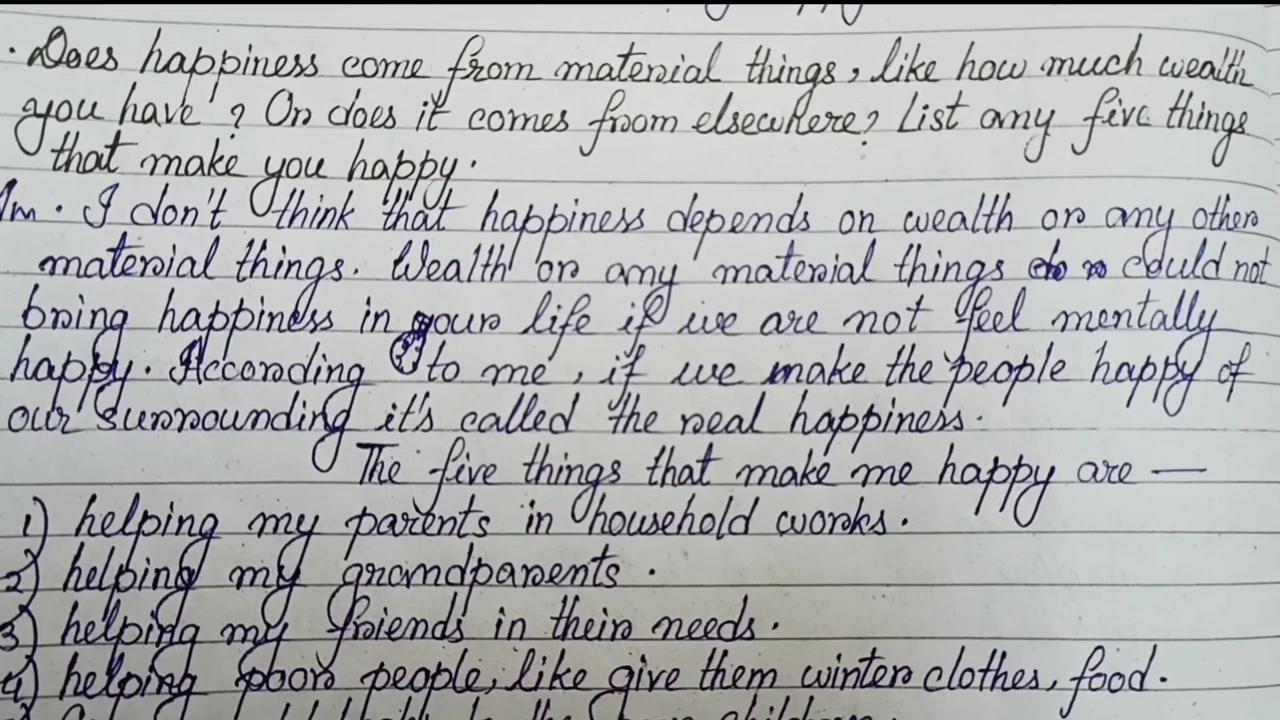 . Does happiness come from material things, like how much wealth
you have? Or does it comes from elsewhere? List any five things
that make you happy.
I don't think that happiness depends on wealth or any other
material things. Wealth or any material things could not
bring happiness in our life if we are not feel mentally
happy. According to me, if we make the people happy of
our surrounding it's called the real happiness.
The five things that make me happy are —
1) helping my parents in household works.
2) helping my grandparents.
3) helping my friends in their needs.
4) helping poor people, like give them winter clothes, food.